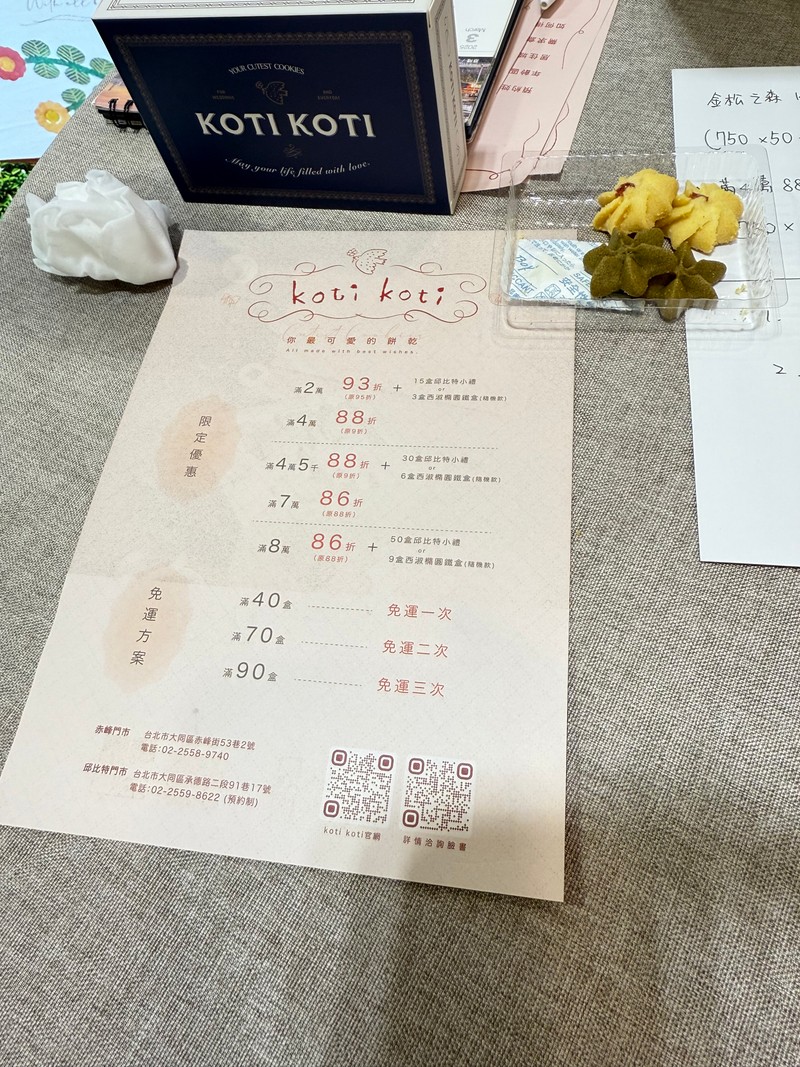 YOUR CUTEST COOKIES
KOTI KOTI
May your life filled with love.
March
3
koti koti
你最可愛的餅乾
All made with best wishes.
限定優惠
滿2萬 93折 + 15盒邱比特小禮
(原95折) or
3盒西淑橢圓鐵盒(隨機款)
滿4萬 88折
(原9折)
滿4萬5千 88折 + 30盒邱比特小禮
(原9折) or
6盒西淑橢圓鐵盒(隨機款)
滿7萬 86折
(原88折)
滿8萬 86折 + 50盒邱比特小禮
(原88折) or
9盒西淑橢圓鐵盒(隨機款)
免運方案
滿40盒 免運一次
滿70盒 免運二次
滿90盒 免運三次
赤峰門市 台北市大同區赤峰街53巷2號
電話:02-2558-9740
邱比特門市 台北市大同區承德路二段91巷17號
電話:02-2559-8622 (預約制)
koti koti官網
詳情洽詢臉書
金松之森
(750 ×50